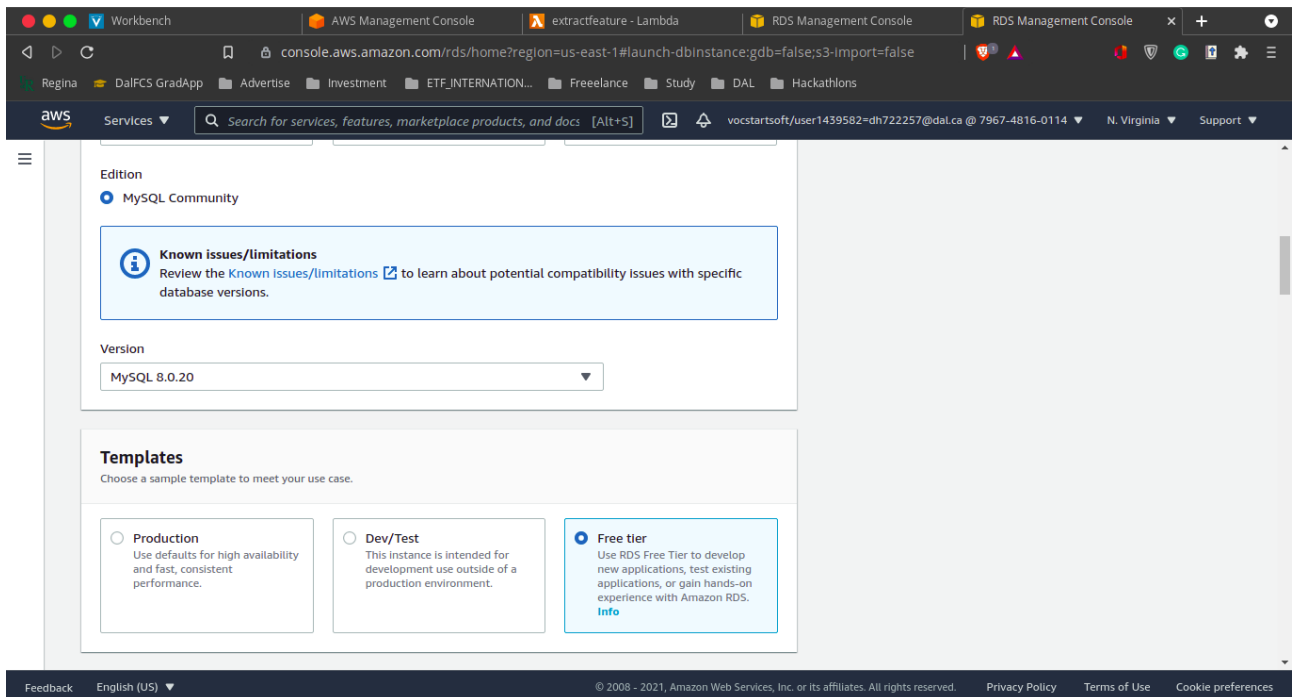 Workbench
AWS Management Console
extractfeature - Lambda
RDS Management Console
RDS Management Console
console.aws.amazon.com/rds/home?region=us-east-1#launch-dbinstance:gdb=false;s3-import=false
Regina
DalFCS GradApp
Advertise
Investment
ETF_INTERNATION...
Freeelance
Study
DAL
Hackathlons
aws
Services
Search for services, features, marketplace products, and docs [Alt+S]
vocstartsoft/user1439582=dh722257@dal.ca @ 7967-4816-0114
N. Virginia
Support
Edition
MySQL Community
Known issues/limitations
Review the Known issues/limitations to learn about potential compatibility issues with specific
database versions.
Version
MySQL 8.0.20
Templates
Choose a sample template to meet your use case.
Production
Use defaults for high availability
and fast, consistent
performance.
Dev/Test
This instance is intended for
development use outside of a
production environment.
Free tier
Use RDS Free Tier to develop
new applications, test existing
applications, or gain hands-on
experience with Amazon RDS.
Info
Feedback
English (US)
© 2008 - 2021, Amazon Web Services, Inc. or its affiliates. All rights reserved.
Privacy Policy
Terms of Use
Cookie preferences